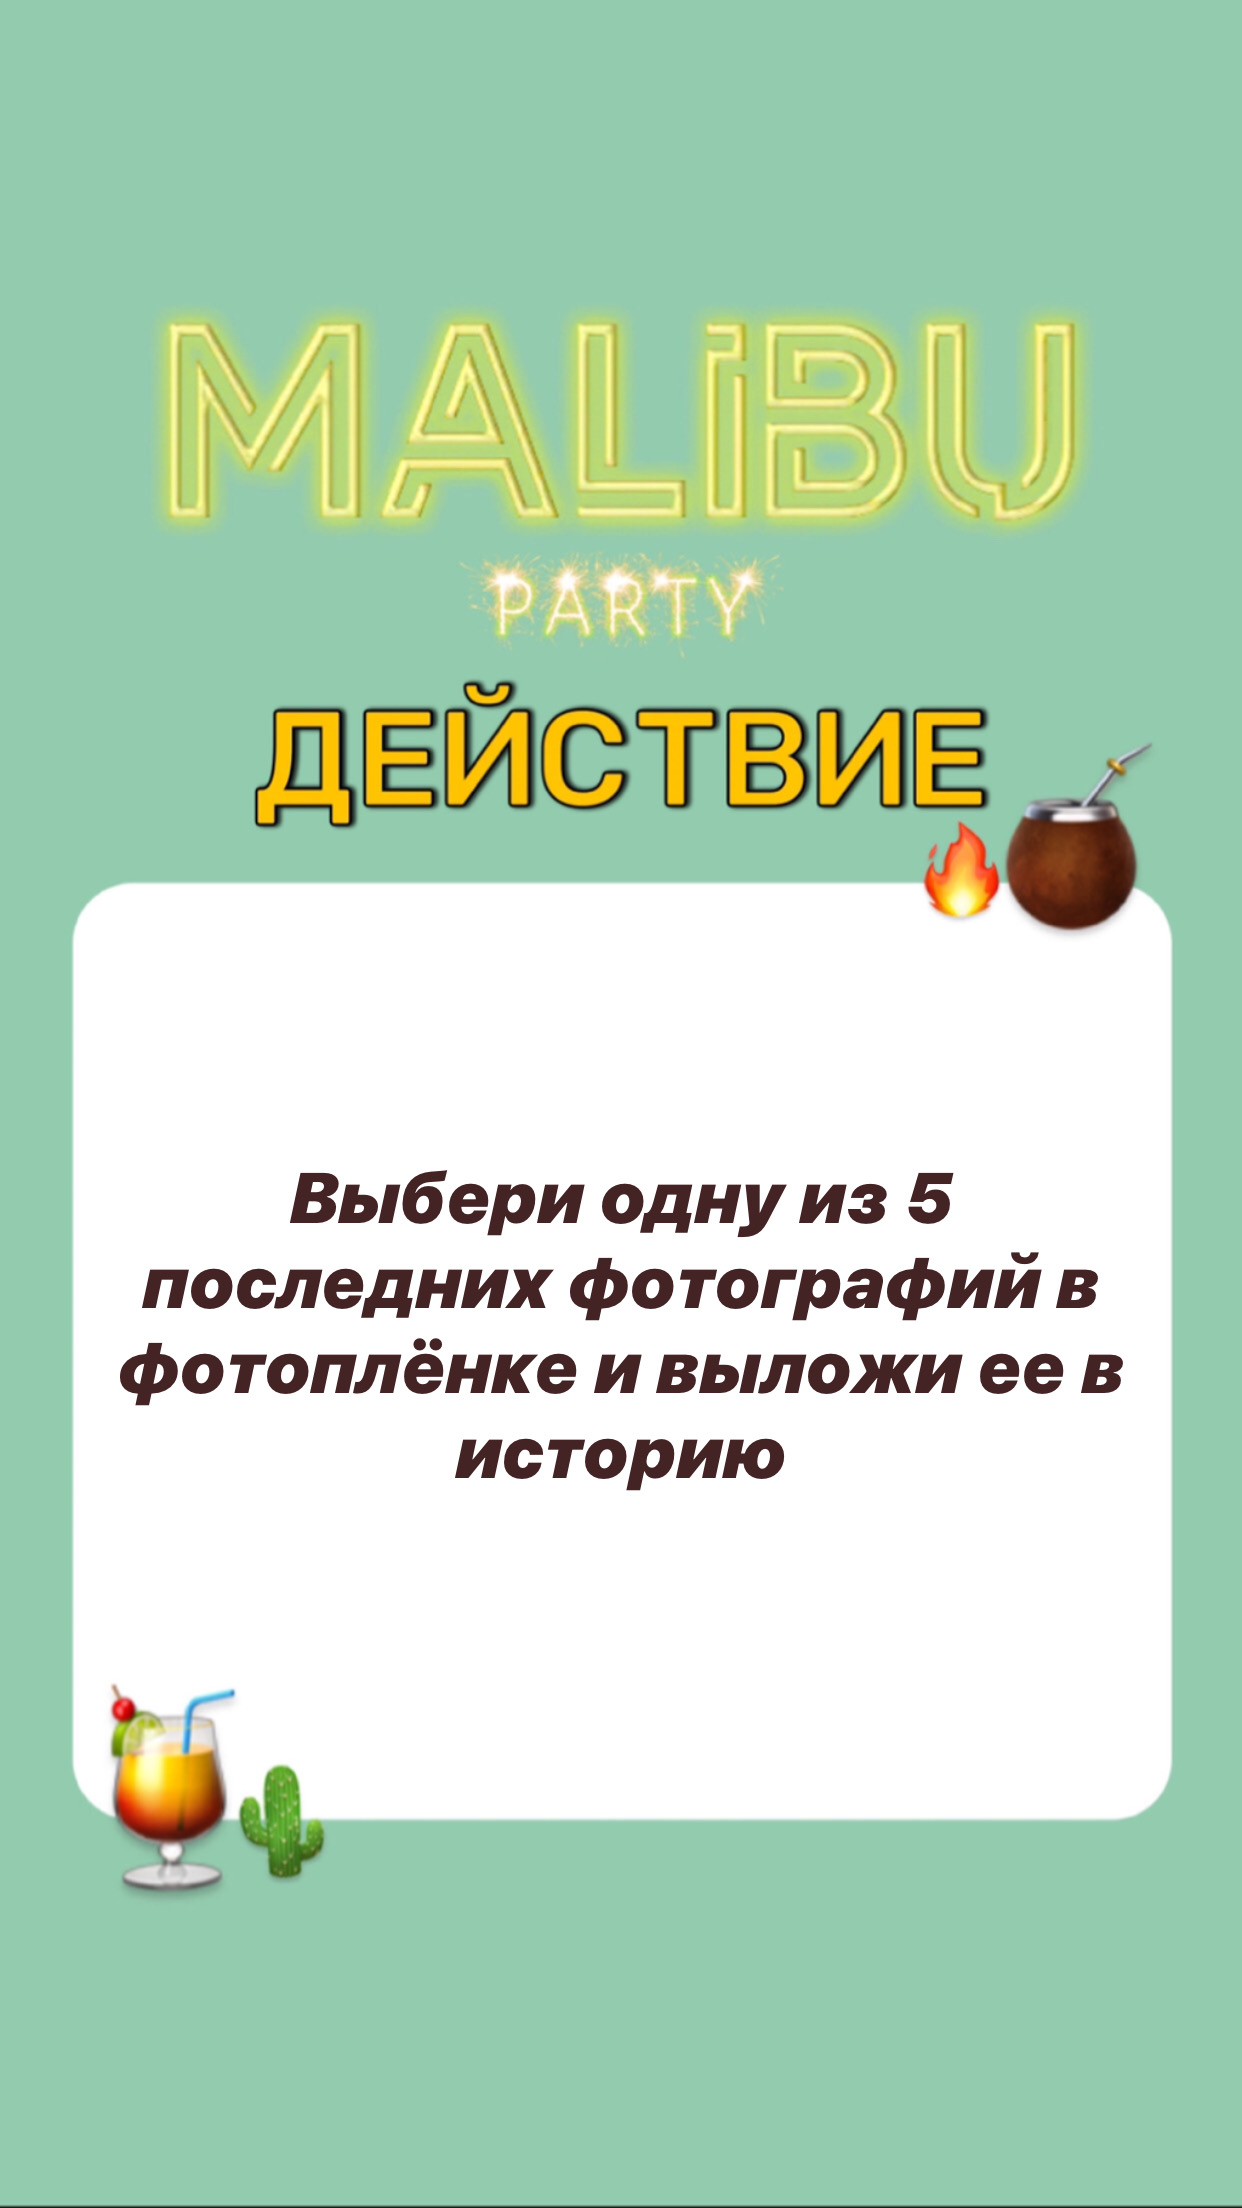 MALiBU
PARTY
ДЕЙСТВИЕ
Выбери одну из 5
последних фотографий в
фотоплёнке и выложи ее в
историю